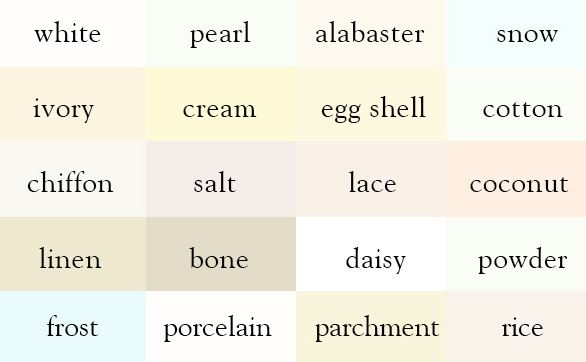 white pearl alabaster snow
ivory cream egg shell cotton
chiffon salt lace coconut
linen bone daisy powder
frost porcelain parchment rice